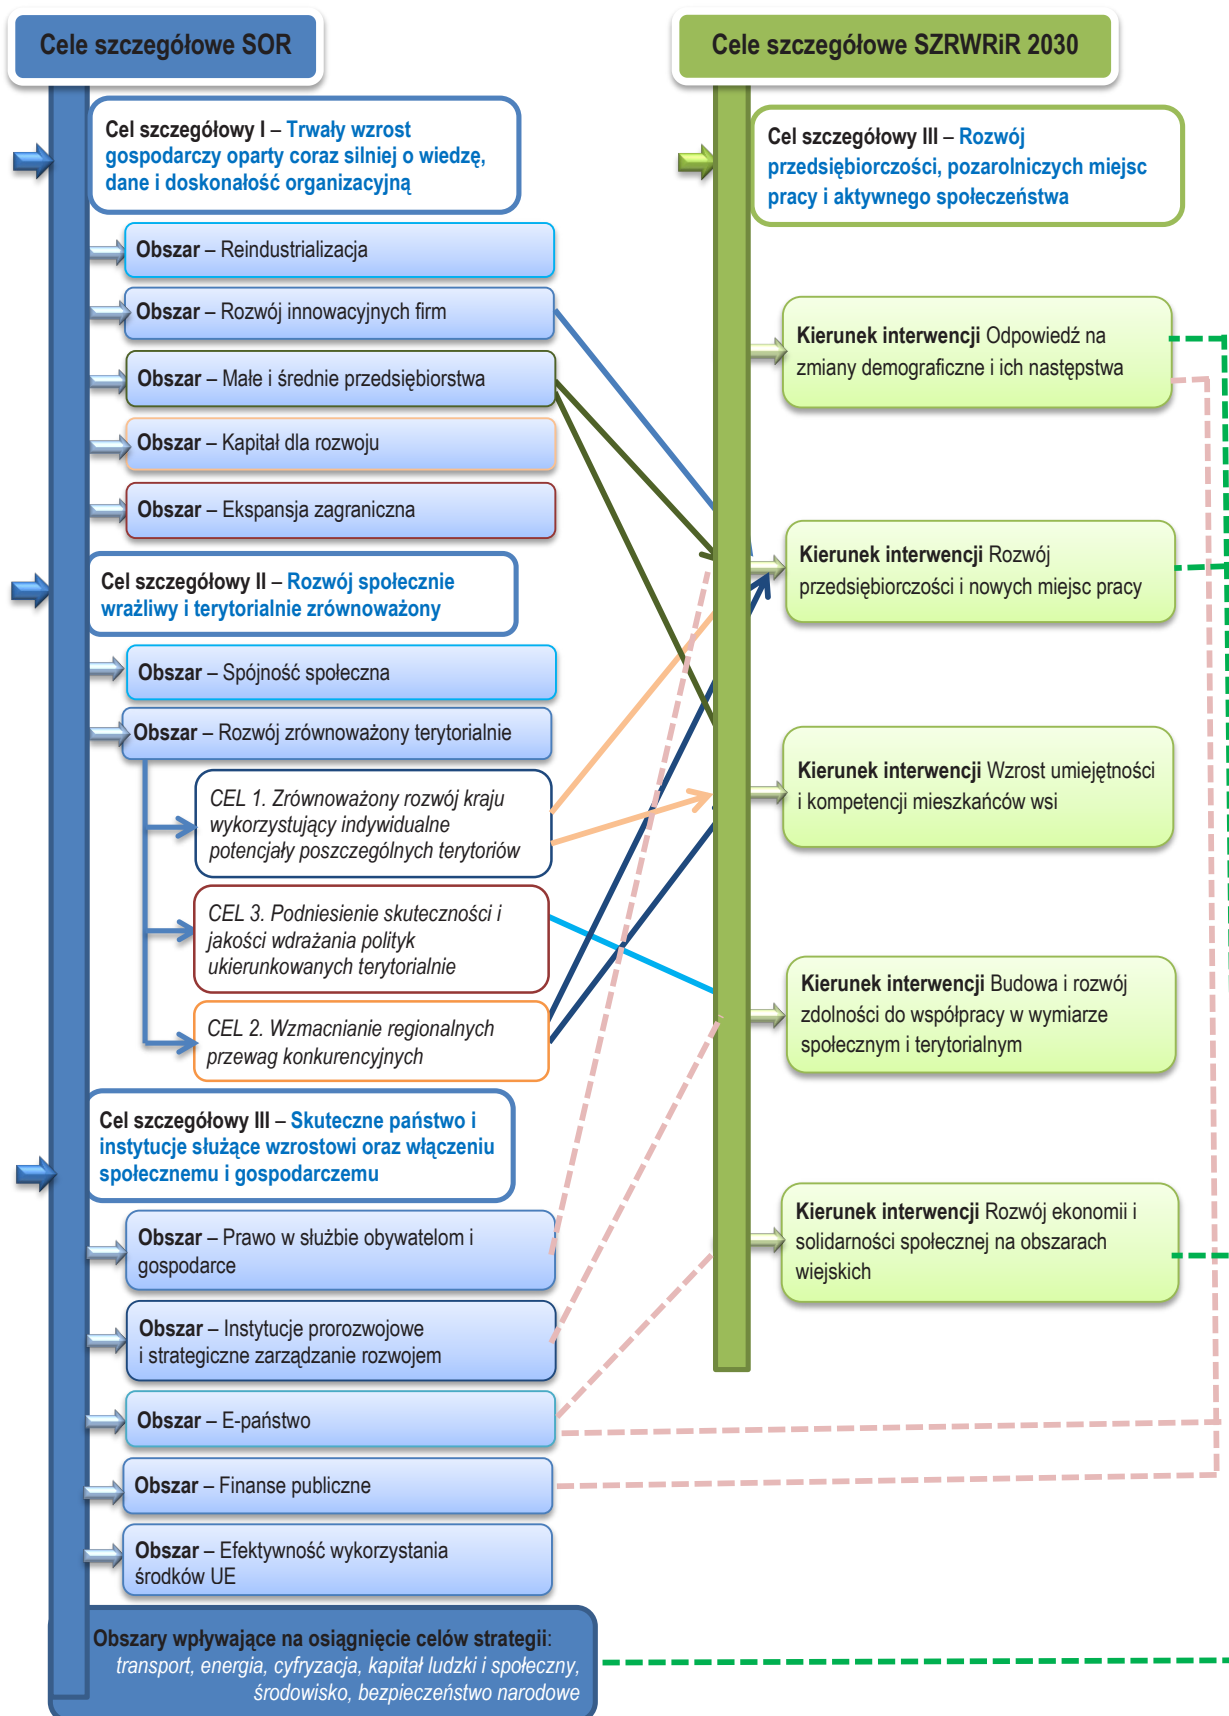 Cele szczegółowe SOR
Cel szczegółowy I – Trwały wzrost
gospodarczy oparty coraz silniej o wiedzę,
dane i doskonałość organizacyjną
Obszar – Reindustrializacja
Obszar – Rozwój innowacyjnych firm
Obszar – Małe i średnie przedsiębiorstwa
Obszar – Kapitał dla rozwoju
Obszar – Ekspansja zagraniczna
Cel szczegółowy II – Rozwój społecznie
wrażliwy i terytorialnie zrównoważony
Obszar – Spójność społeczna
Obszar – Rozwój zrównoważony terytorialnie
CEL 1. Zrównoważony rozwój kraju
wykorzystujący indywidualne
potencjały poszczególnych terytoriów
CEL 3. Podniesienie skuteczności i
jakości wdrażania polityk
ukierunkowanych terytorialnie
CEL 2. Wzmacnianie regionalnych
przewag konkurencyjnych
Cel szczegółowy III – Skuteczne państwo i
instytucje służące wzrostowi oraz włączeniu
społecznemu i gospodarczemu
Obszar – Prawo w służbie obywatelom i
gospodarce
Obszar – Instytucje prorozwojowe
i strategiczne zarządzanie rozwojem
Obszar – E-państwo
Obszar – Finanse publiczne
Obszar – Efektywność wykorzystania
środków UE
Obszary wpływające na osiągnięcie celów strategii:
transport, energia, cyfryzacja, kapitał ludzki i społeczny,
środowisko, bezpieczeństwo narodowe
Cele szczegółowe SZRWRiR 2030
Cel szczegółowy III – Rozwój
przedsiębiorczości, pozarolniczych miejsc
pracy i aktywnego społeczeństwa
Kierunek interwencji Odpowiedź na
zmiany demograficzne i ich następstwa
Kierunek interwencji Rozwój
przedsiębiorczości i nowych miejsc pracy
Kierunek interwencji Wzrost umiejętności
i kompetencji mieszkańców wsi
Kierunek interwencji Budowa i rozwój
zdolności do współpracy w wymiarze
społecznym i terytorialnym
Kierunek interwencji Rozwój ekonomii i
solidarności społecznej na obszarach
wiejskich